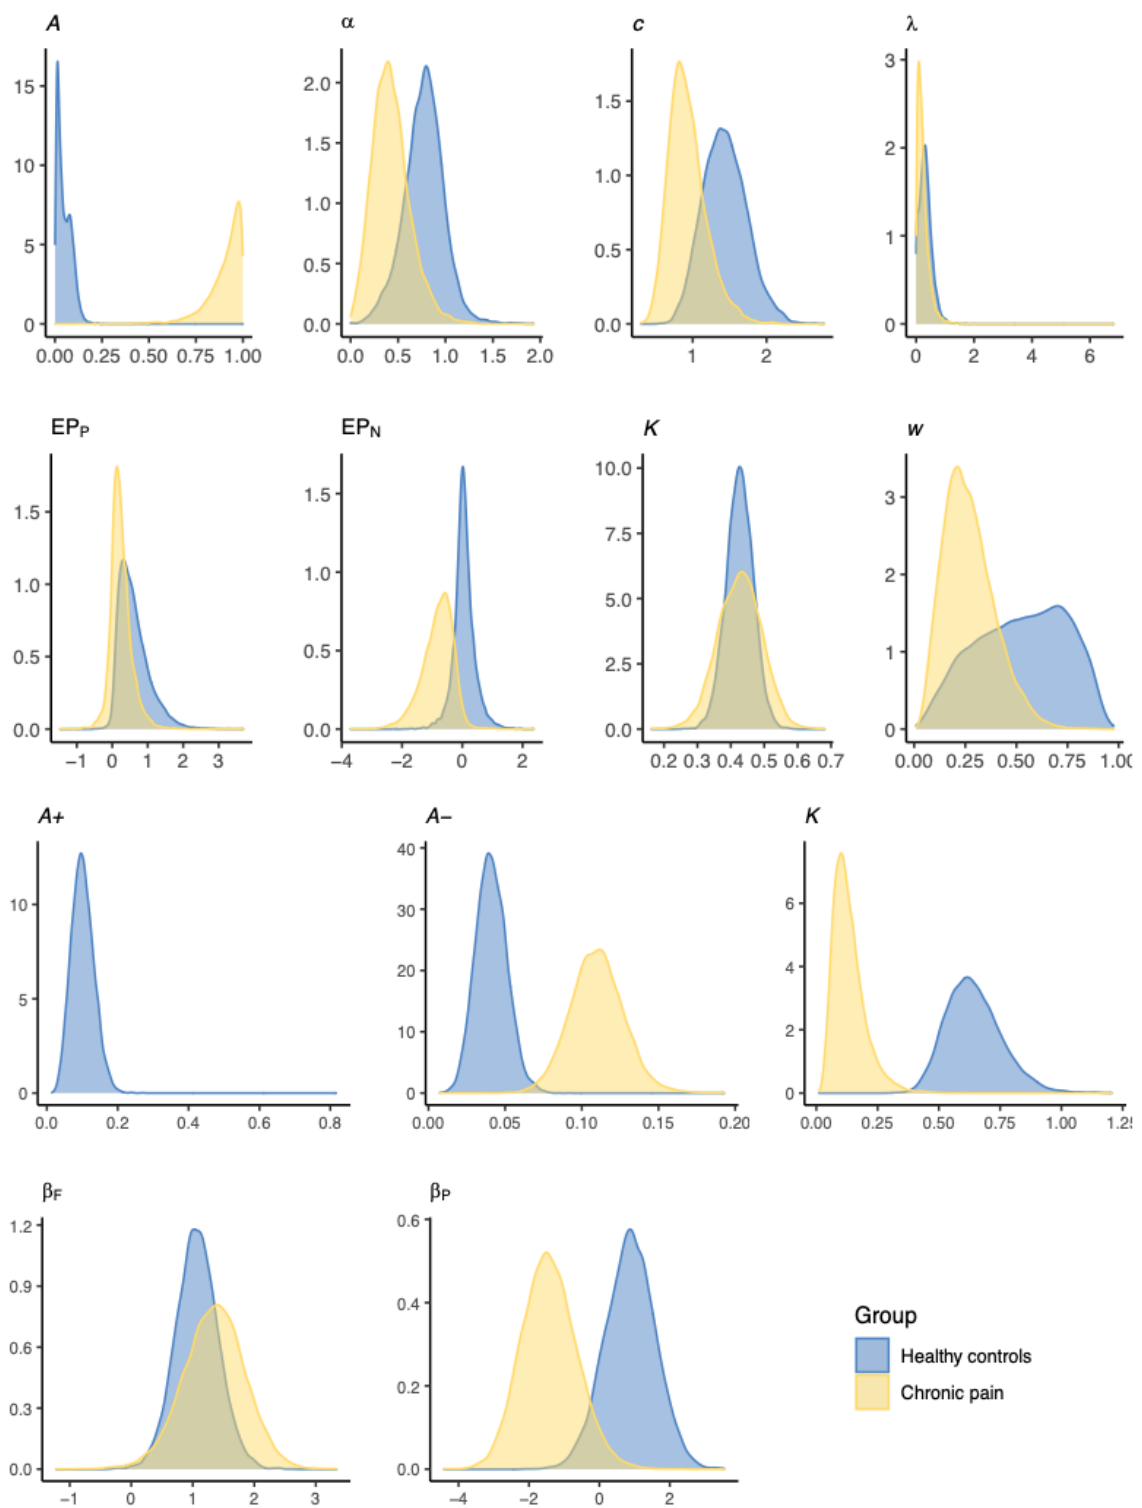 A α c λ
15 10 5 0
0.00 0.25 0.50 0.75 1.00
2.0 1.5 1.0 0.5 0.0
0.0 0.5 1.0 1.5 2.0
1.5 1.0 0.5 0.0
1 2
3 2 1 0
0 2 4 6
EPP EPN K w
1.5 1.0 0.5 0.0
−1 0 1 2 3
1.5 1.0 0.5 0.0
−4 −2 0 2
10.0 7.5 5.0 2.5 0.0
0.2 0.3 0.4 0.5 0.6 0.7
3 2 1 0
0.00 0.25 0.50 0.75 1.00
A+ A− K
10 5 0
0.0 0.2 0.4 0.6 0.8
40 30 20 10 0
0.00 0.05 0.10 0.15 0.20
6 4 2 0
0.00 0.25 0.50 0.75 1.00 1.25
βF βP
1.2 0.9 0.6 0.3 0.0
−1 0 1 2 3
0.6 0.4 0.2 0.0
−4 −2 0 2
Group
Healthy controls
Chronic pain